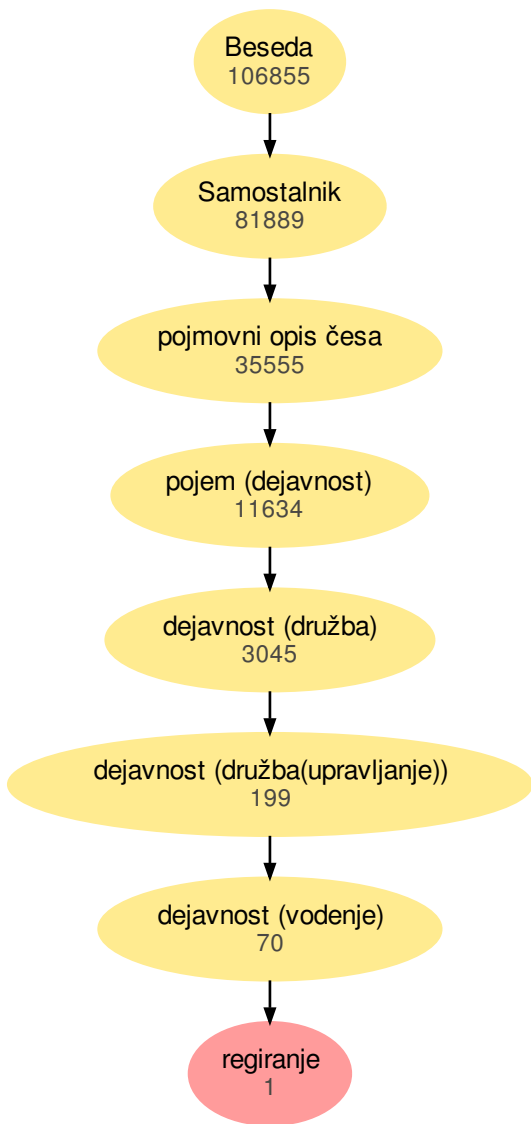 Beseda
106855
Samostalnik
81889
pojmovni opis česa
35555
pojem (dejavnost)
11634
dejavnost (družba)
3045
dejavnost (družba(upravljanje))
199
dejavnost (vodenje)
70
regiranje
1